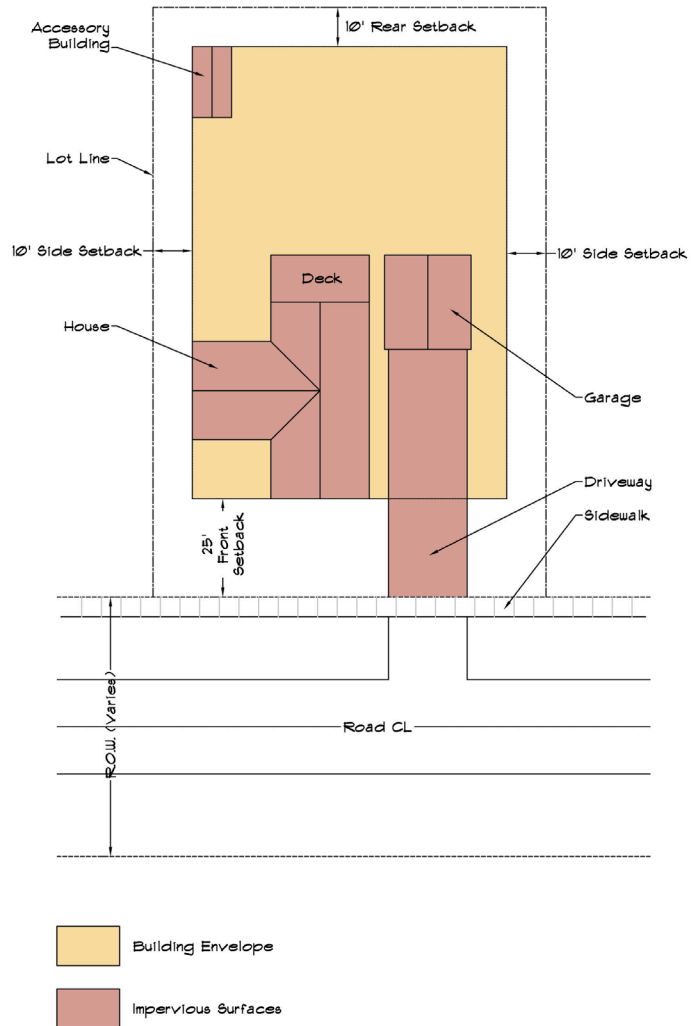 10' Rear Setback
Accessory
Building
Lot Line
10' Side Setback
10' Side Setback
Deck
House
Garage
Driveway
Sidewalk
25'
Front
Setback
R.O.W. (Varies)
Road CL
Building Envelope
Impervious Surfaces